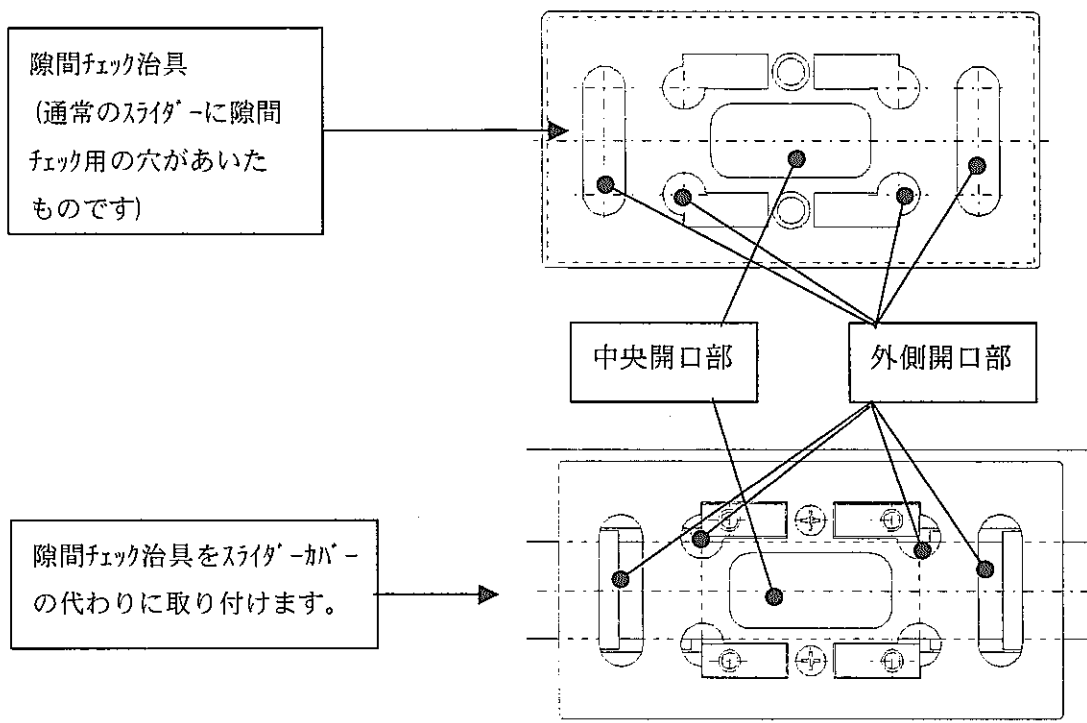 隙間ﾁｪｯｸ治具
(通常のｽﾗｲﾀﾞｰに隙間
ﾁｪｯｸ用の穴があいた
ものです)
中央開口部
外側開口部
隙間ﾁｪｯｸ治具をｽﾗｲﾀﾞｰｶﾊﾞｰ
の代わりに取り付けます。